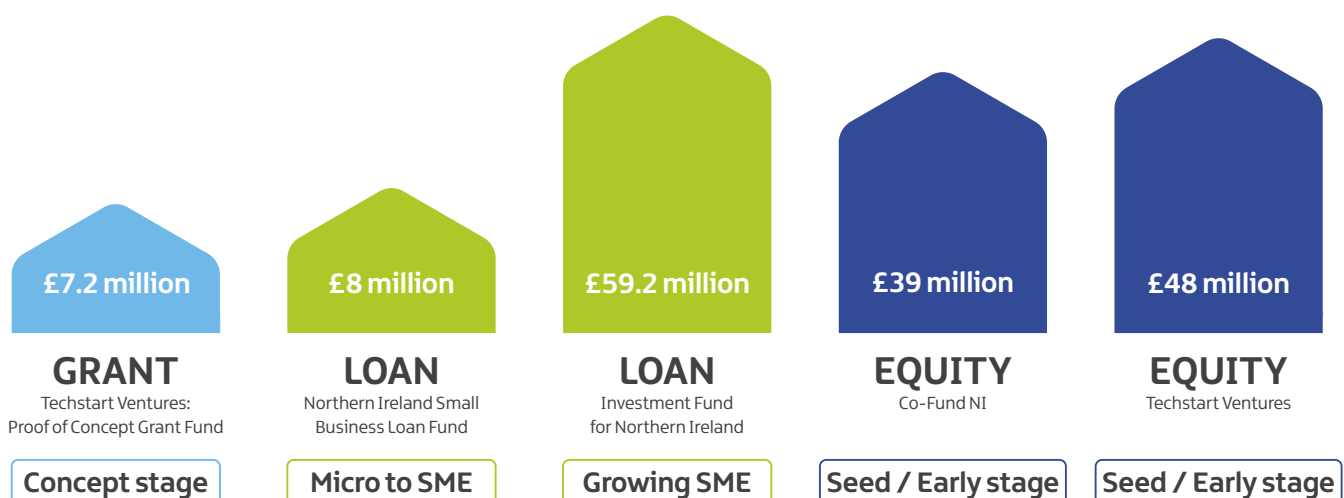 £7.2 million
£8 million
£59.2 million
£39 million
£48 million
GRANT
Techstart Ventures:
Proof of Concept Grant Fund
LOAN
Northern Ireland Small
Business Loan Fund
LOAN
Investment Fund
for Northern Ireland
EQUITY
Co-Fund NI
EQUITY
Techstart Ventures
Concept stage
Micro to SME
Growing SME
Seed / Early stage
Seed / Early stage